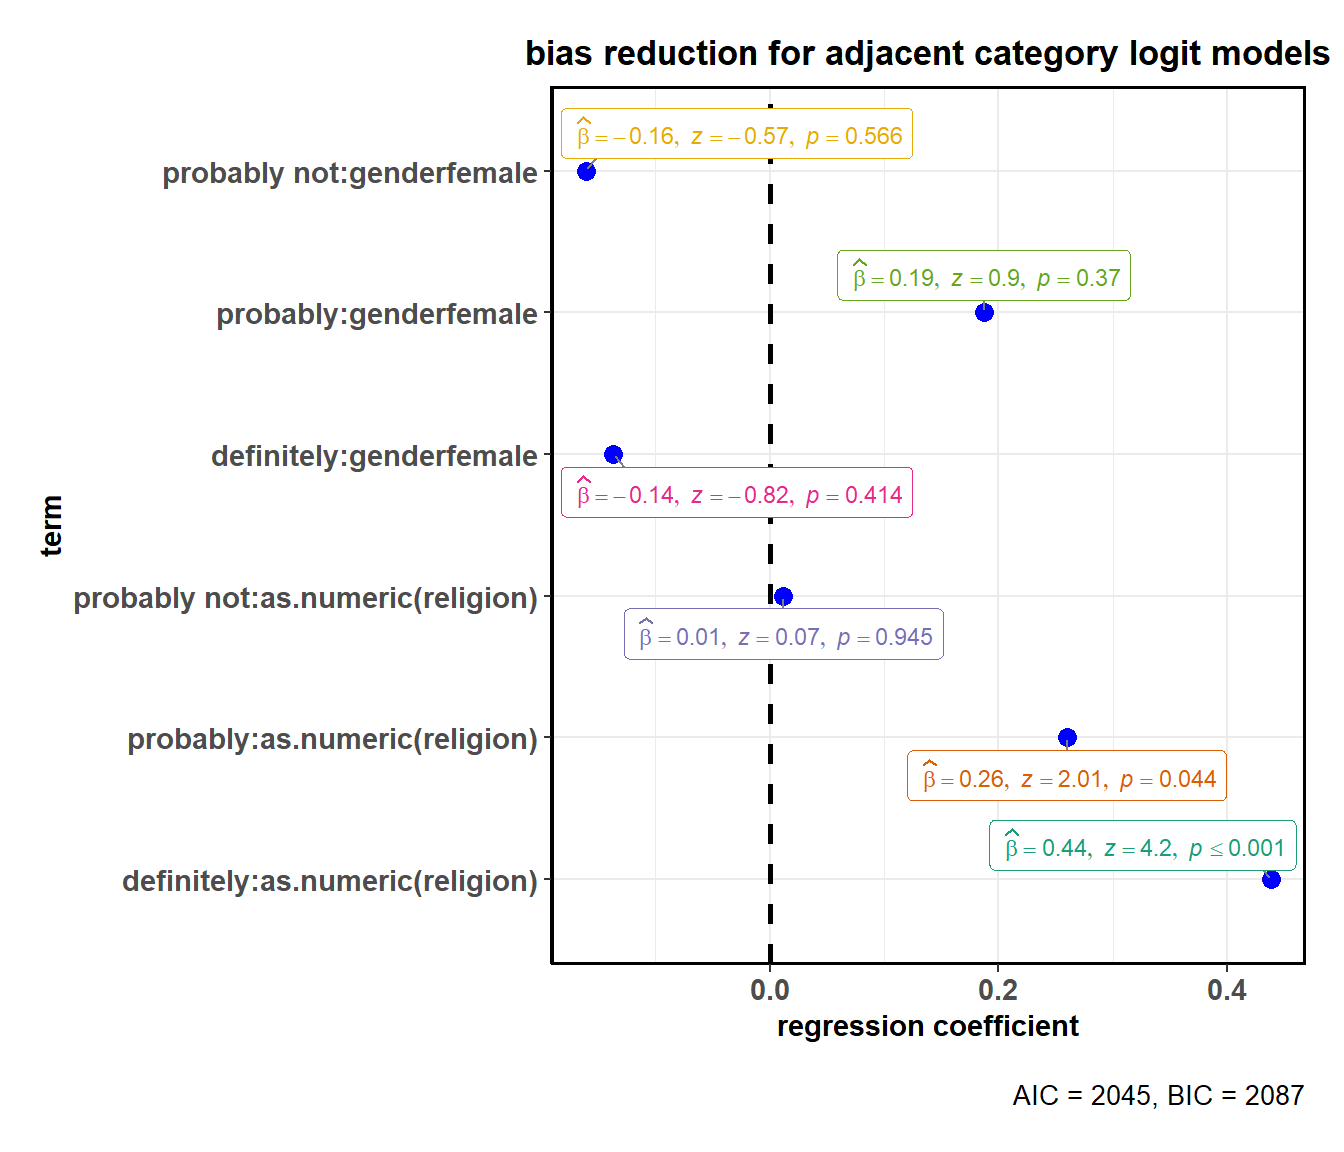 bias reduction for adjacent category logit models
β̂ = −0.16, z = −0.57, p = 0.566
probably not:genderfemale
β̂ = 0.19, z = 0.9, p = 0.37
probably:genderfemale
definitely:genderfemale
β̂ = −0.14, z = −0.82, p = 0.414
term
probably not:as.numeric(religion)
β̂ = 0.01, z = 0.07, p = 0.945
probably:as.numeric(religion)
β̂ = 0.26, z = 2.01, p = 0.044
β̂ = 0.44, z = 4.2, p ≤ 0.001
definitely:as.numeric(religion)
0.0 0.2 0.4
regression coefficient
AIC = 2045, BIC = 2087